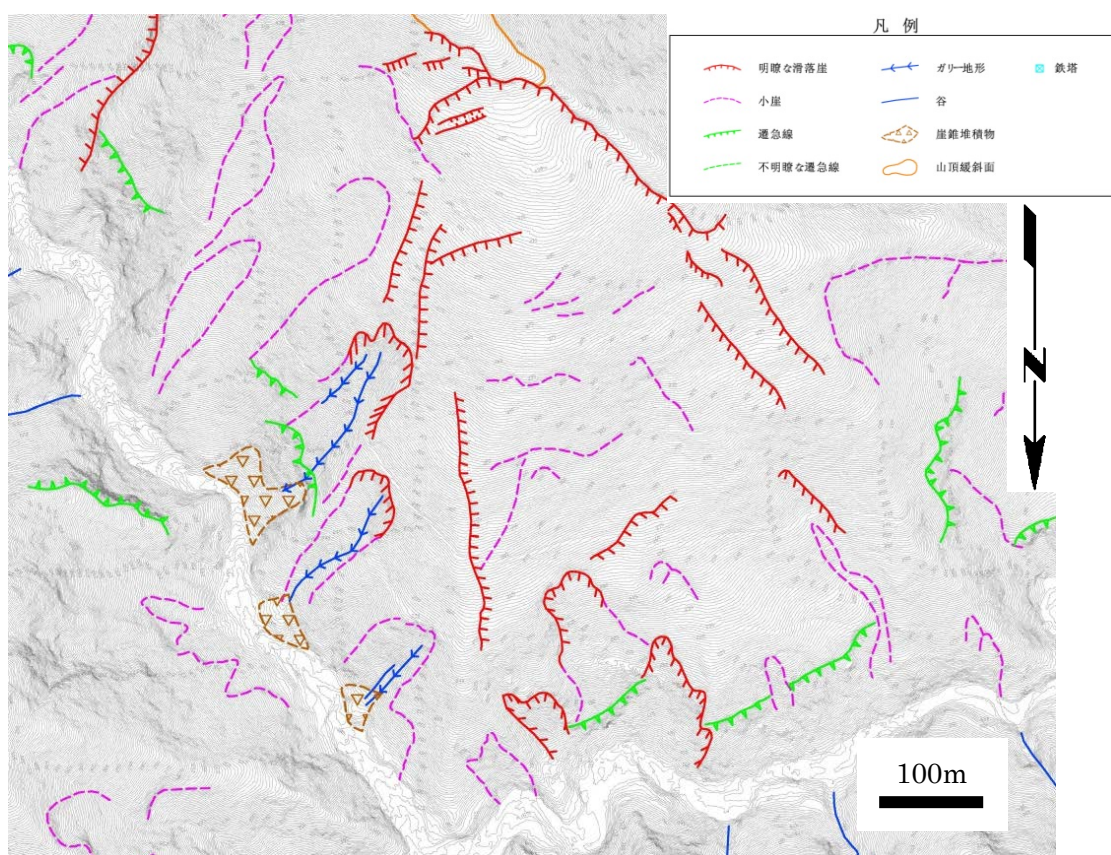 凡 例
明瞭な滑落崖
ガリー地形
鉄塔
小崖
谷
遷急線
崖錐堆積物
不明瞭な遷急線
山頂緩斜面
N
100m